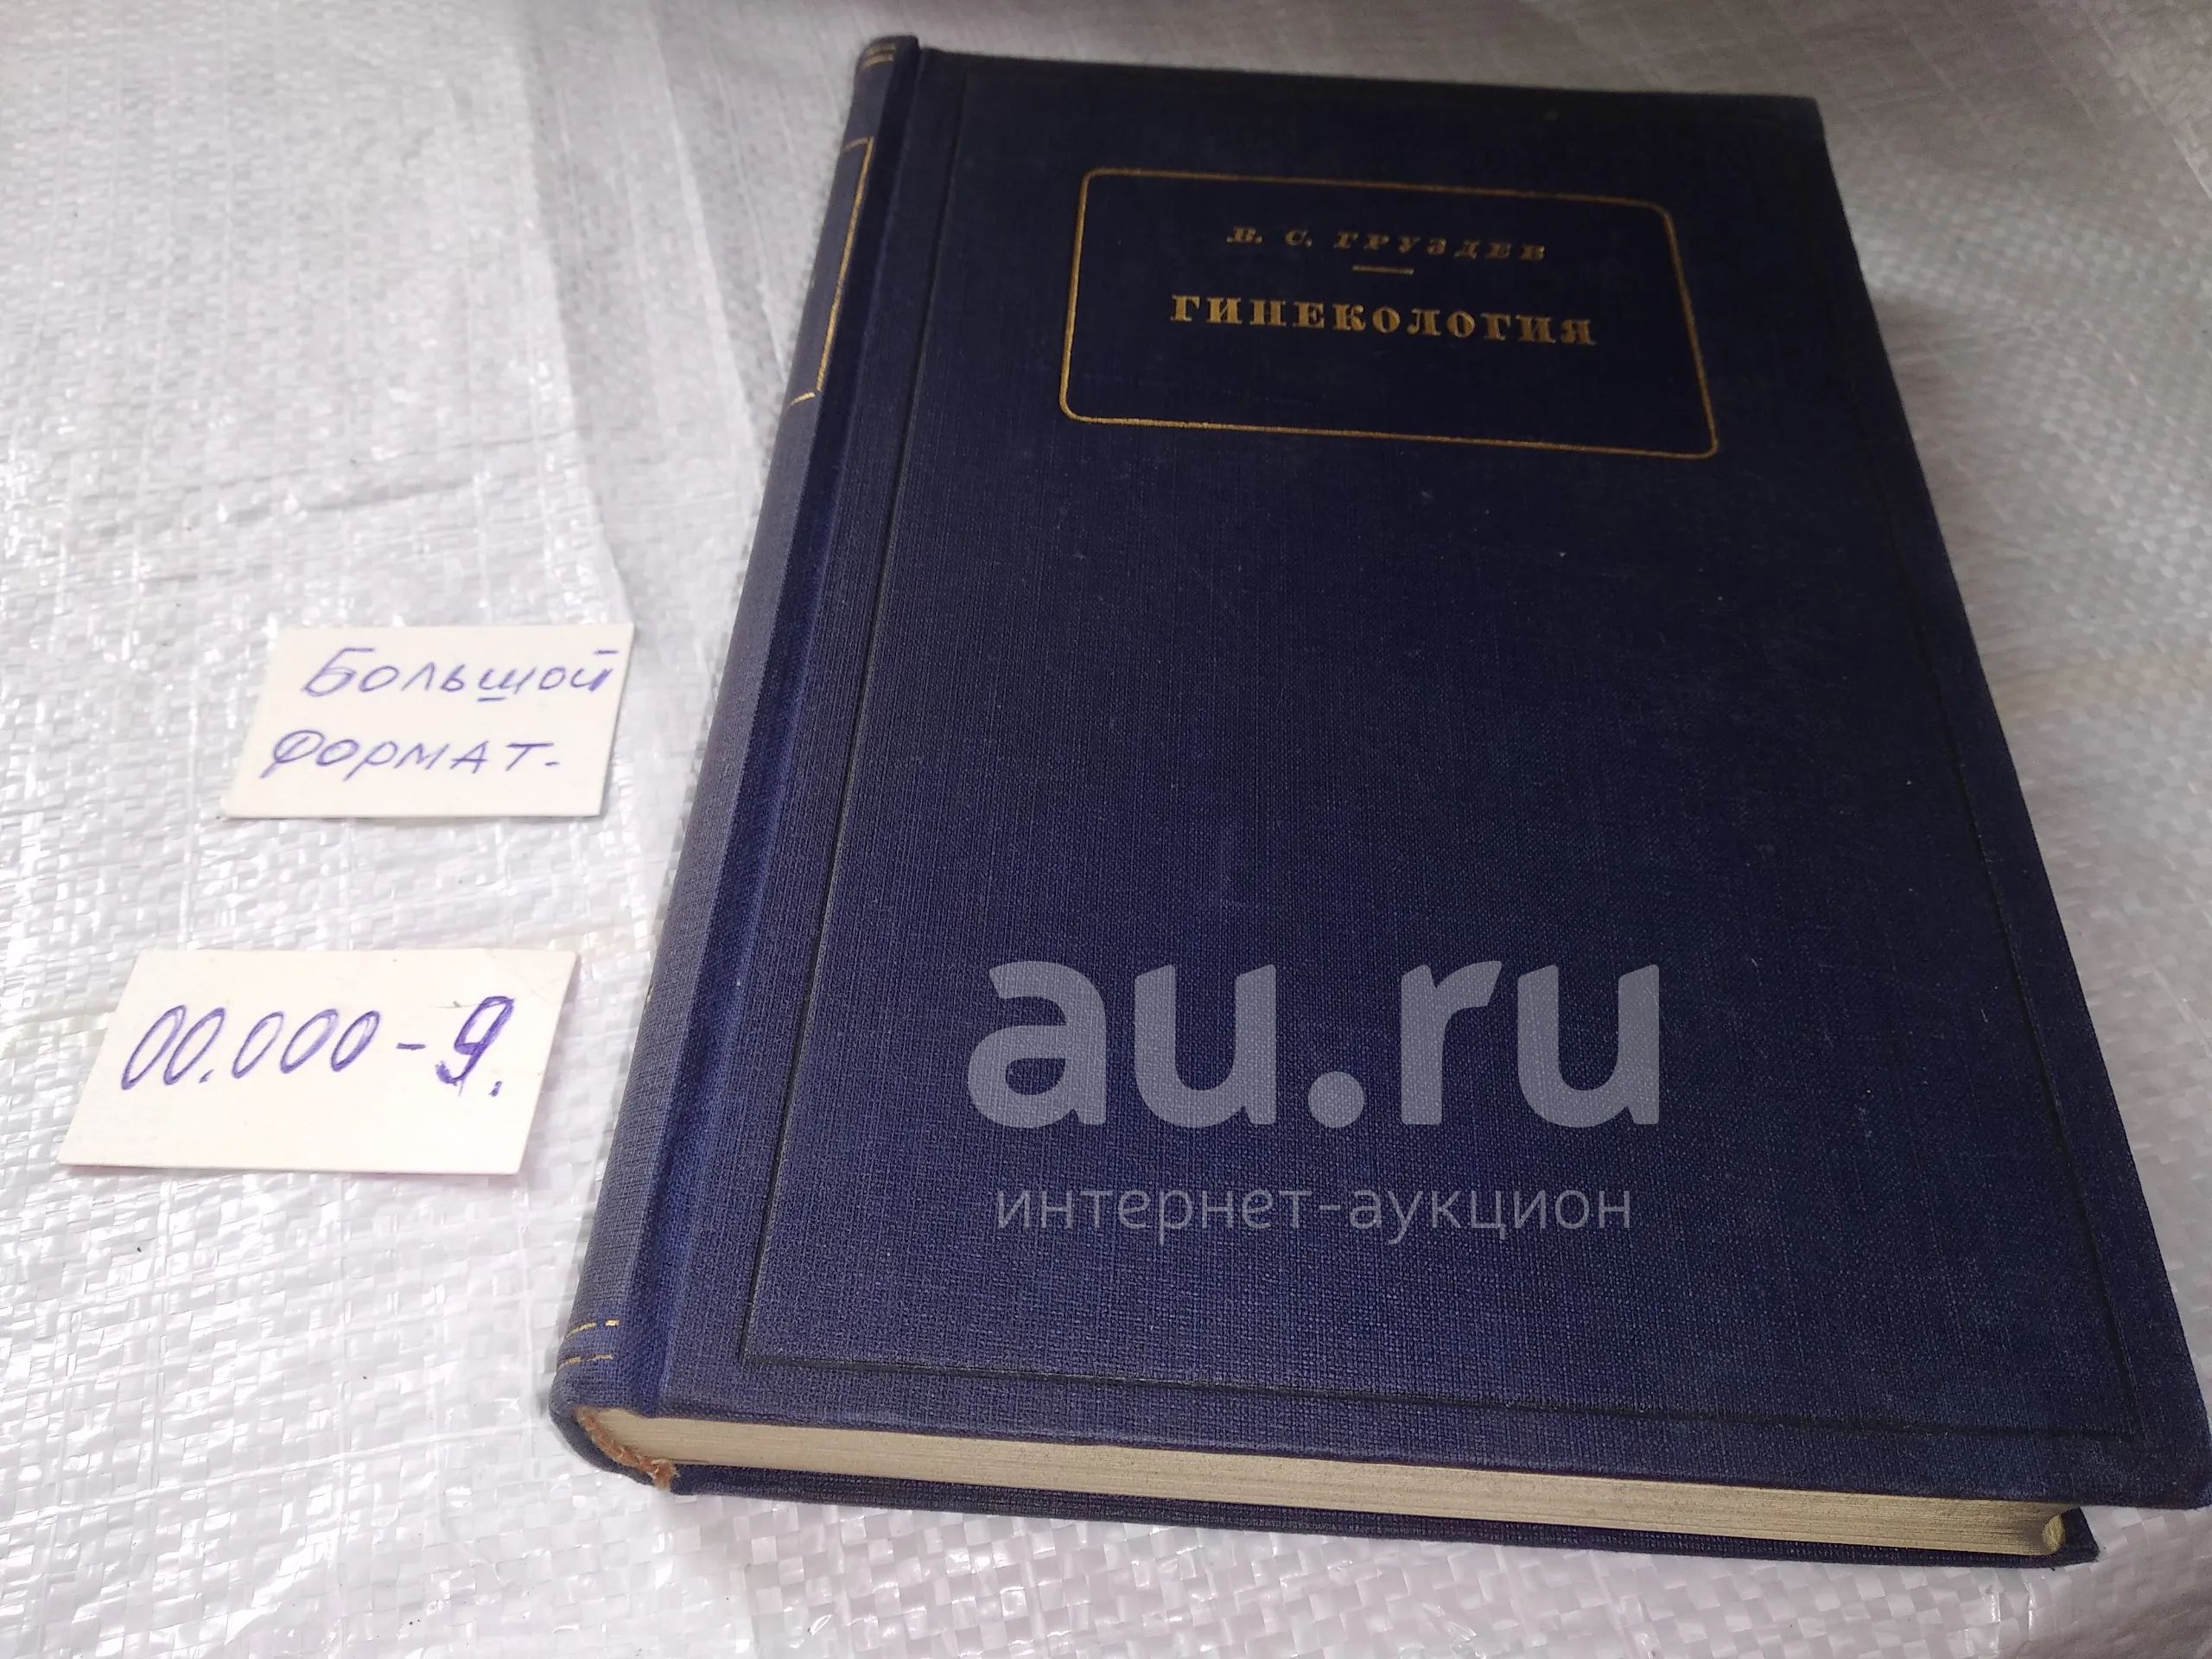 В. С. ГРУЗДЕВ
ГИНЕКОЛОГИЯ
БОЛЬШОЙ
ФОРМАТ.
00.000-9.
au.ru
интернет-аукцион